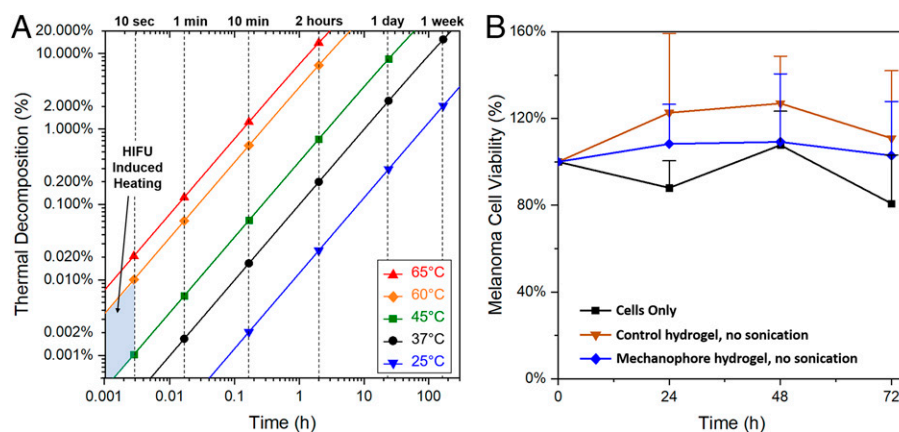 A
10 sec 1 min 10 min 2 hours 1 day 1 week
20.000%
10.000%
2.000%
1.000%
0.200%
0.100%
0.020%
0.010%
0.002%
0.001%
Thermal Decomposition (%)
HIFU
Induced
Heating
65°C
60°C
45°C
37°C
25°C
0.001 0.01 0.1 1 10 100
Time (h)
B
160%
120%
80%
40%
0%
Melanoma Cell Viability (%)
Cells Only
Control hydrogel, no sonication
Mechanophore hydrogel, no sonication
0 24 48 72
Time (h)